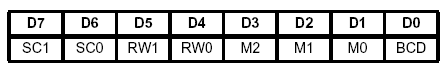 D7 D6 D5 D4 D3 D2 D1 D0
SC1 SC0 RW1 RW0 M2 M1 M0 BCD